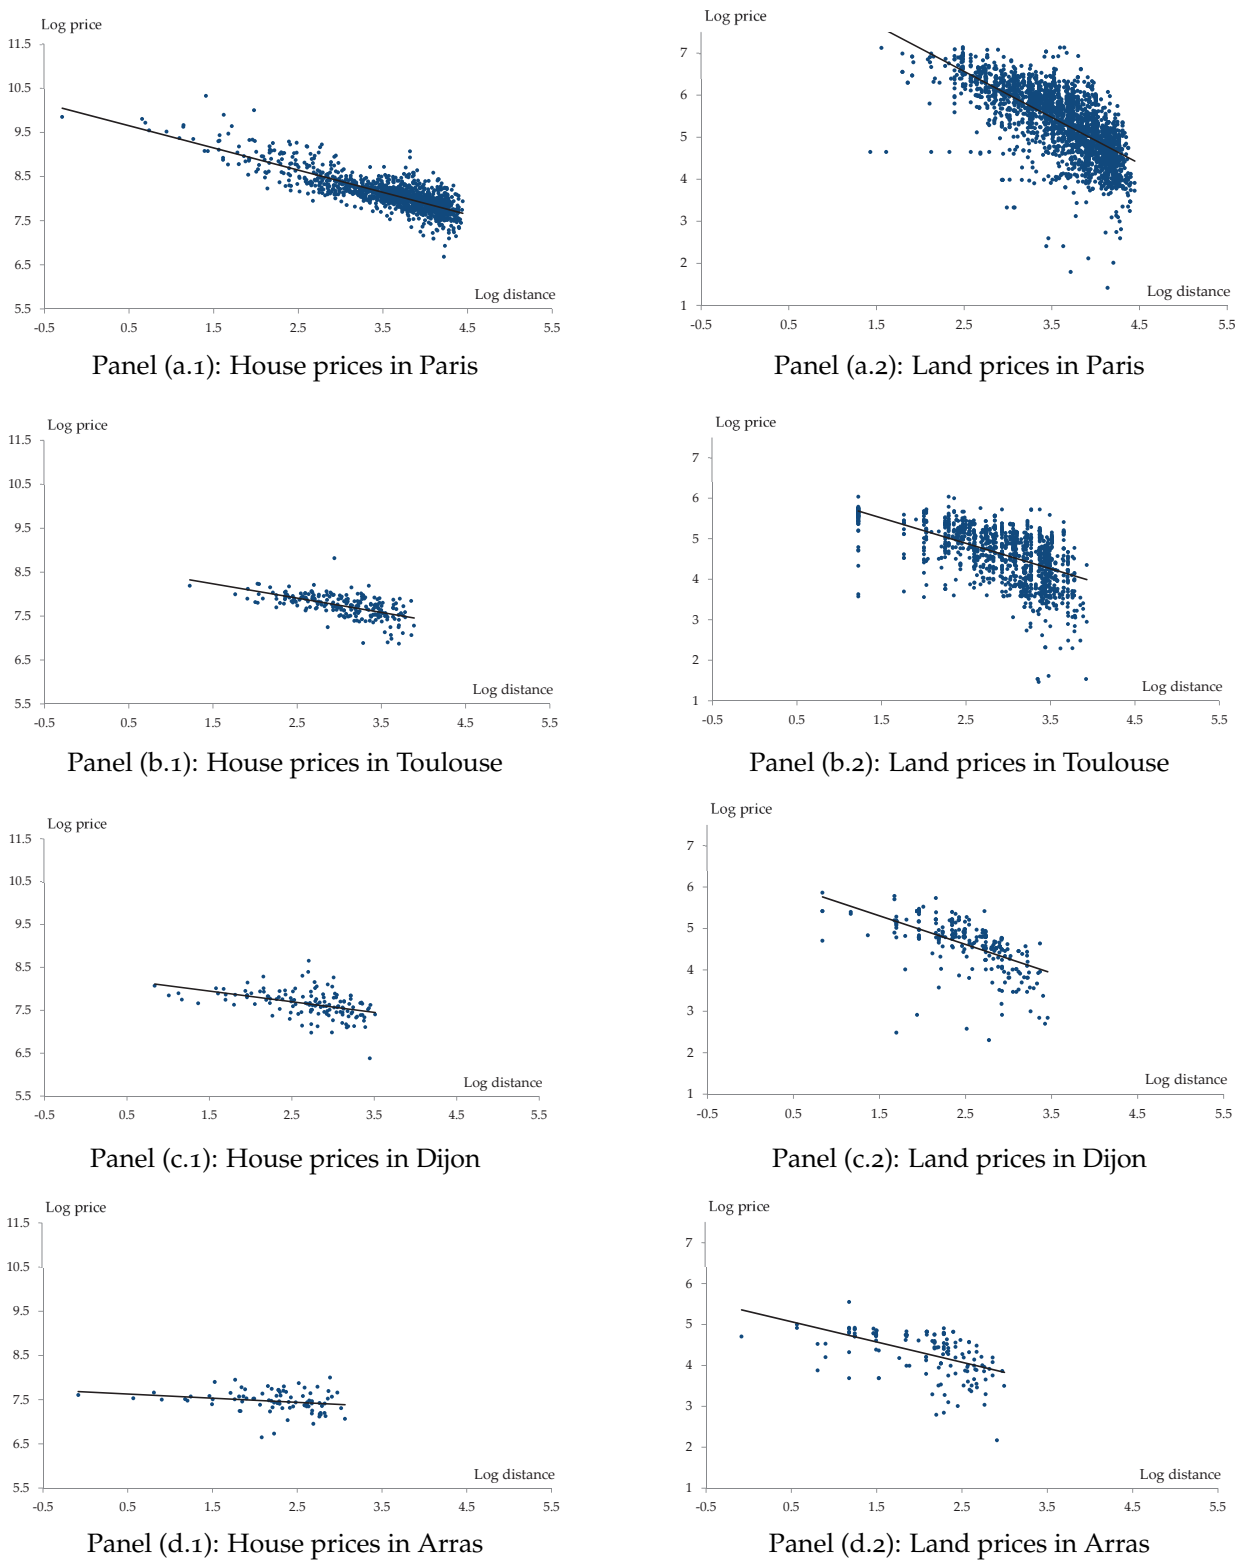 Log price
11.5
10.5
9.5
8.5
7.5
6.5
5.5
Log distance
-0.5 0.5 1.5 2.5 3.5 4.5 5.5
Panel (a.1): House prices in Paris
Log price
7
6
5
4
3
2
1
Log distance
-0.5 0.5 1.5 2.5 3.5 4.5 5.5
Panel (a.2): Land prices in Paris
Log price
11.5
10.5
9.5
8.5
7.5
6.5
5.5
Log distance
-0.5 0.5 1.5 2.5 3.5 4.5 5.5
Panel (b.1): House prices in Toulouse
Log price
7
6
5
4
3
2
1
Log distance
-0.5 0.5 1.5 2.5 3.5 4.5 5.5
Panel (b.2): Land prices in Toulouse
Log price
11.5
10.5
9.5
8.5
7.5
6.5
5.5
Log distance
-0.5 0.5 1.5 2.5 3.5 4.5 5.5
Panel (c.1): House prices in Dijon
Log price
7
6
5
4
3
2
1
Log distance
-0.5 0.5 1.5 2.5 3.5 4.5 5.5
Panel (c.2): Land prices in Dijon
Log price
11.5
10.5
9.5
8.5
7.5
6.5
5.5
Log distance
-0.5 0.5 1.5 2.5 3.5 4.5 5.5
Panel (d.1): House prices in Arras
Log price
7
6
5
4
3
2
1
Log distance
-0.5 0.5 1.5 2.5 3.5 4.5 5.5
Panel (d.2): Land prices in Arras